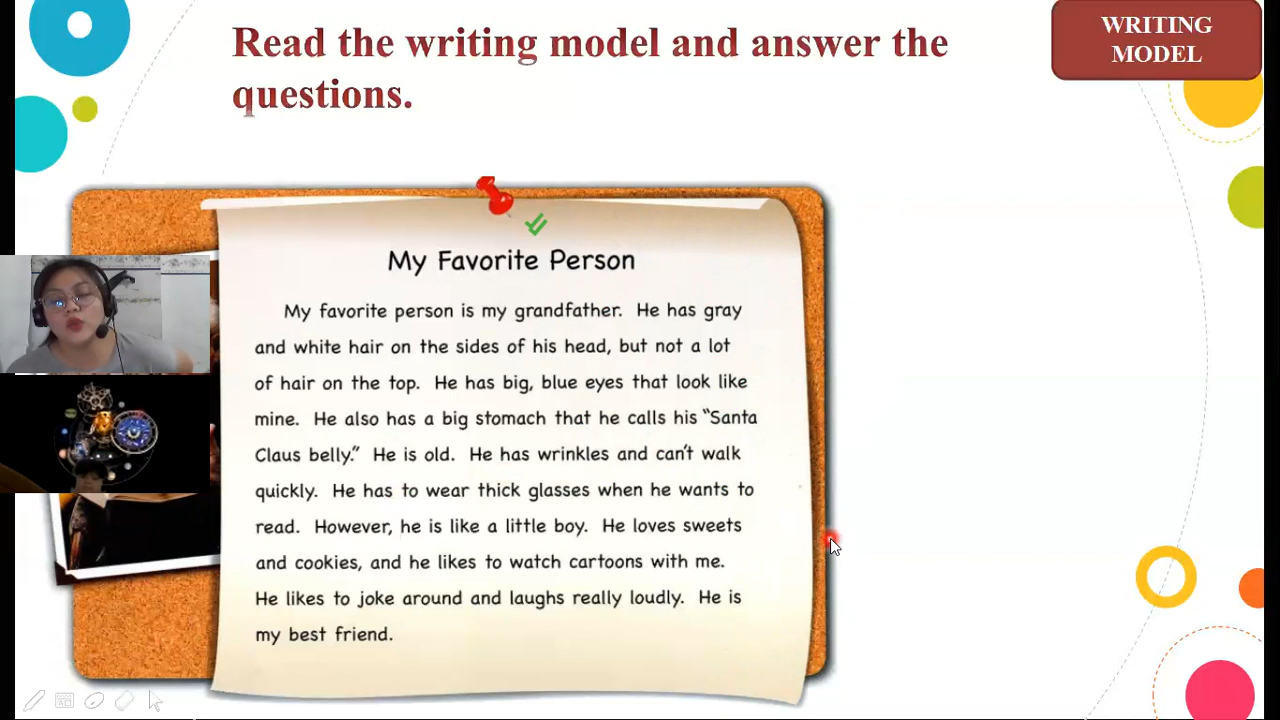 Read the writing model and answer the
questions.
WRITING
MODEL
My Favorite Person
My favorite person is my grandfather. He has gray
and white hair on the sides of his head, but not a lot
of hair on the top. He has big, blue eyes that look like
mine. He also has a big stomach that he calls his “Santa
Claus belly.” He is old. He has wrinkles and can’t walk
quickly. He has to wear thick glasses when he wants to
read. However, he is like a little boy. He loves sweets
and cookies, and he likes to watch cartoons with me.
He likes to joke around and laughs really loudly. He is
my best friend.